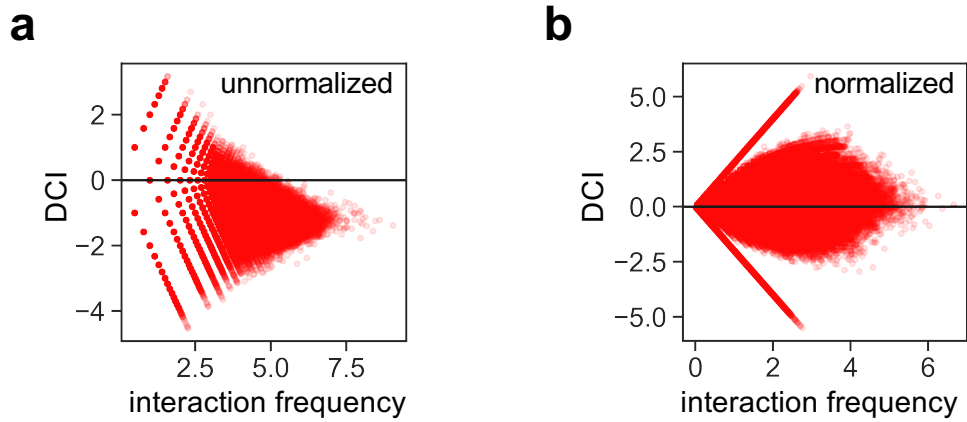 a
unnormalized
DCI
2
0
−2
−4
2.5 5.0 7.5
interaction frequency
b
normalized
DCI
5.0
2.5
0.0
−2.5
−5.0
0 2 4 6
interaction frequency